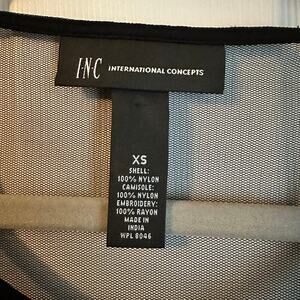 I·N·C INTERNATIONAL CONCEPTS
XS
SHELL:
100% NYLON
CAMISOLE:
100% NYLON
EMBROIDERY:
100% RAYON
MADE IN
INDIA
WPL 8046